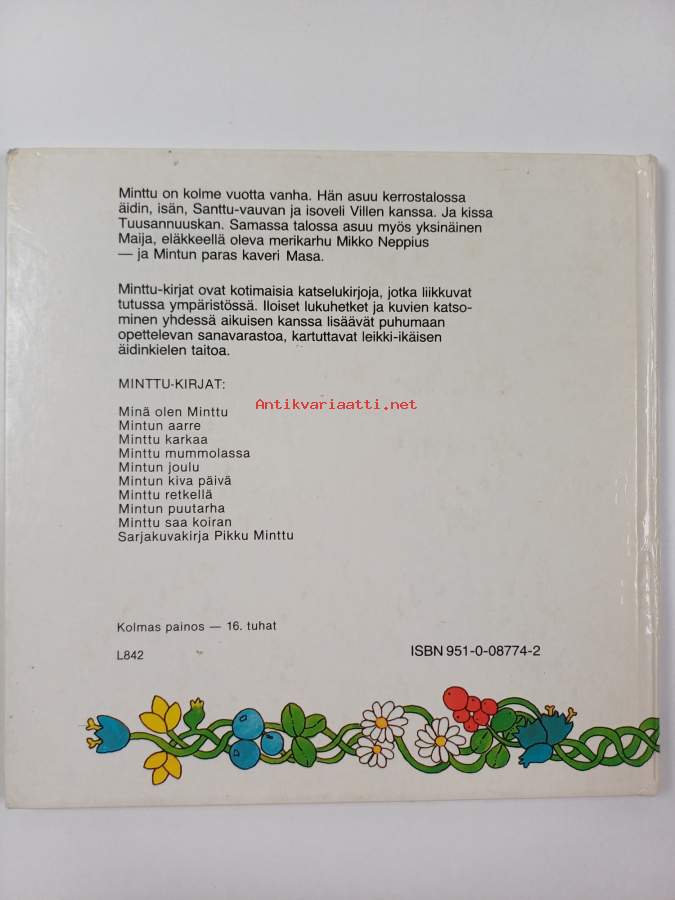 Minttu on kolme vuotta vanha. Hän asuu kerrostalossa
äidin, isän, Santtu-vauvan ja isoveli Villen kanssa. Ja kissa
Tuusannuuskan. Samassa talossa asuu myös yksinäinen
Maija, eläkkeellä oleva merikarhu Mikko Neppius
— ja Mintun paras kaveri Masa.
Minttu-kirjat ovat kotimaisia katselukirjoja, jotka liikkuvat
tutussa ympäristössä. Iloiset lukuhetket ja kuvien katso-
minen yhdessä aikuisen kanssa lisäävät puhumaan
opettelevan sanavarastoa, kartuttavat leikki-ikäisen
äidinkielen taitoa.
MINTTU-KIRJAT:
Antikvariaatti.net
Minä olen Minttu
Mintun aarre
Minttu karkaa
Minttu mummolassa
Mintun joulu
Mintun kiva päivä
Minttu retkellä
Mintun puutarha
Minttu saa koiran
Sarjakuvakirja Pikku Minttu
Kolmas painos — 16. tuhat
L842
ISBN 951-0-08774-2